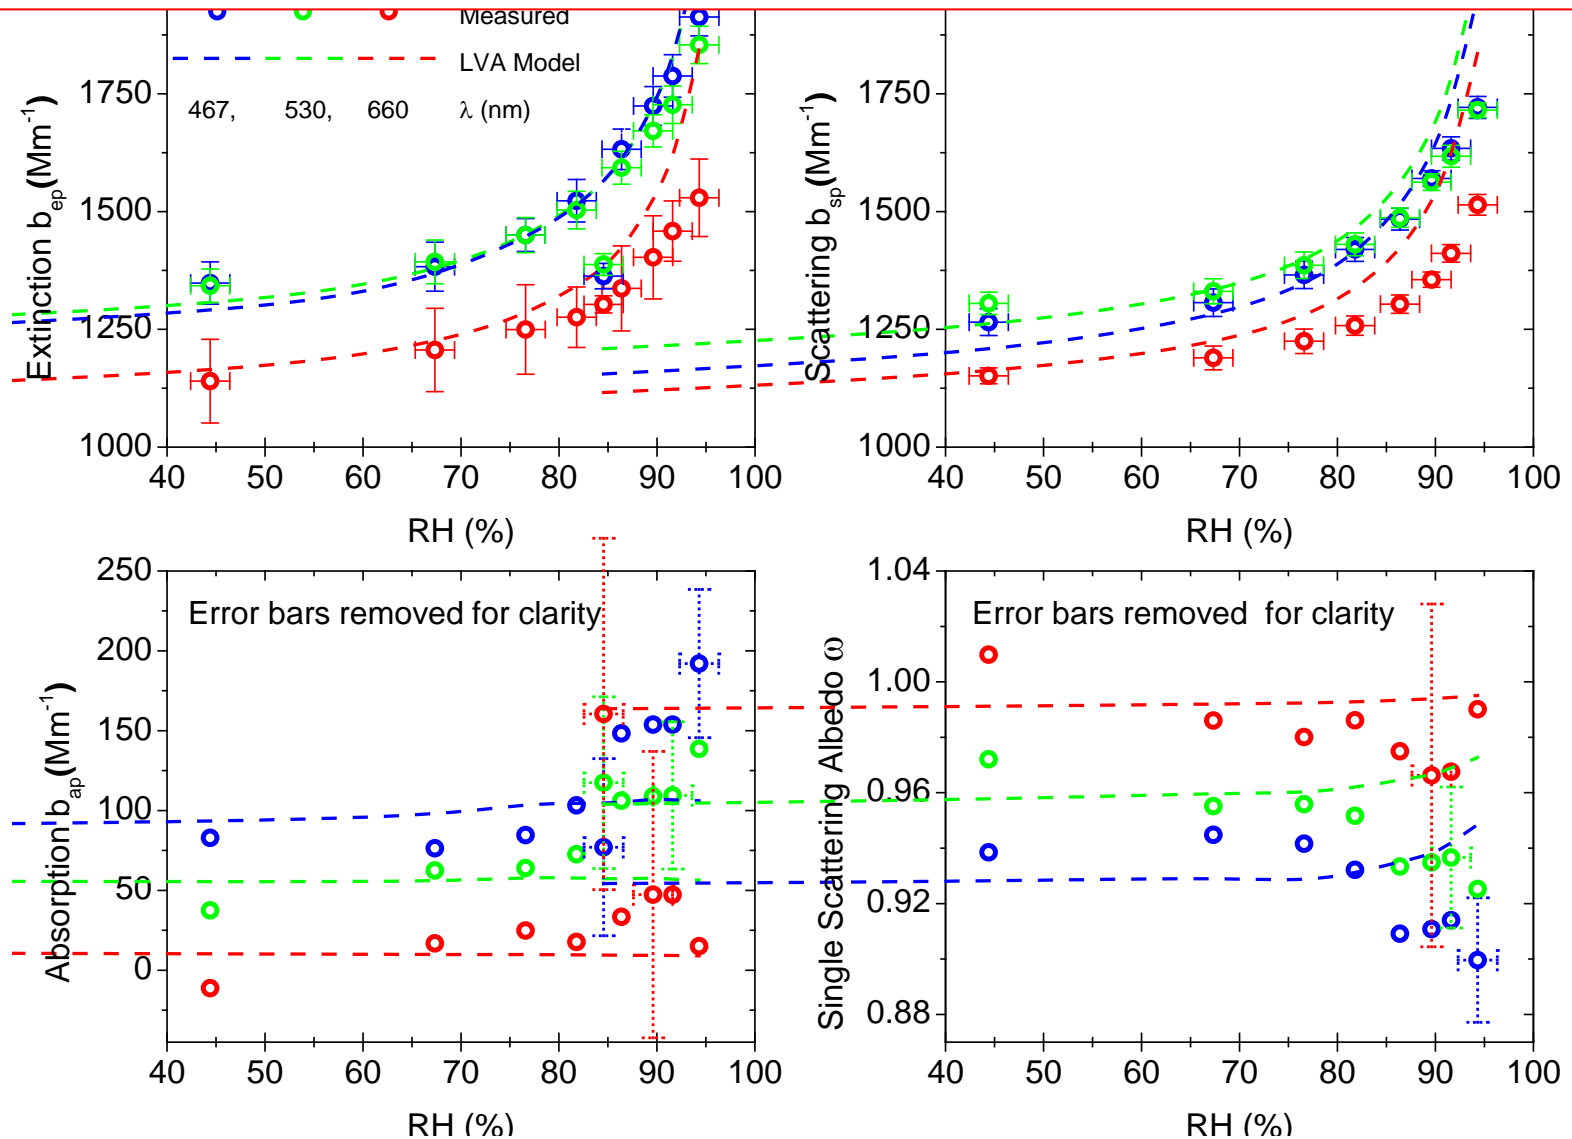 Measured
LVA Model
467, 530, 660 λ (nm)
Extinction b_ep(Mm⁻¹)
1750
1500
1250
1000
40 50 60 70 80 90 100
RH (%)
Scattering b_sp(Mm⁻¹)
1750
1500
1250
1000
40 50 60 70 80 90 100
RH (%)
Absorption b_ap(Mm⁻¹)
250
200
150
100
50
0
Error bars removed for clarity
40 50 60 70 80 90 100
RH (%)
Single Scattering Albedo ω
1.04
1.00
0.96
0.92
0.88
Error bars removed for clarity
40 50 60 70 80 90 100
RH (%)